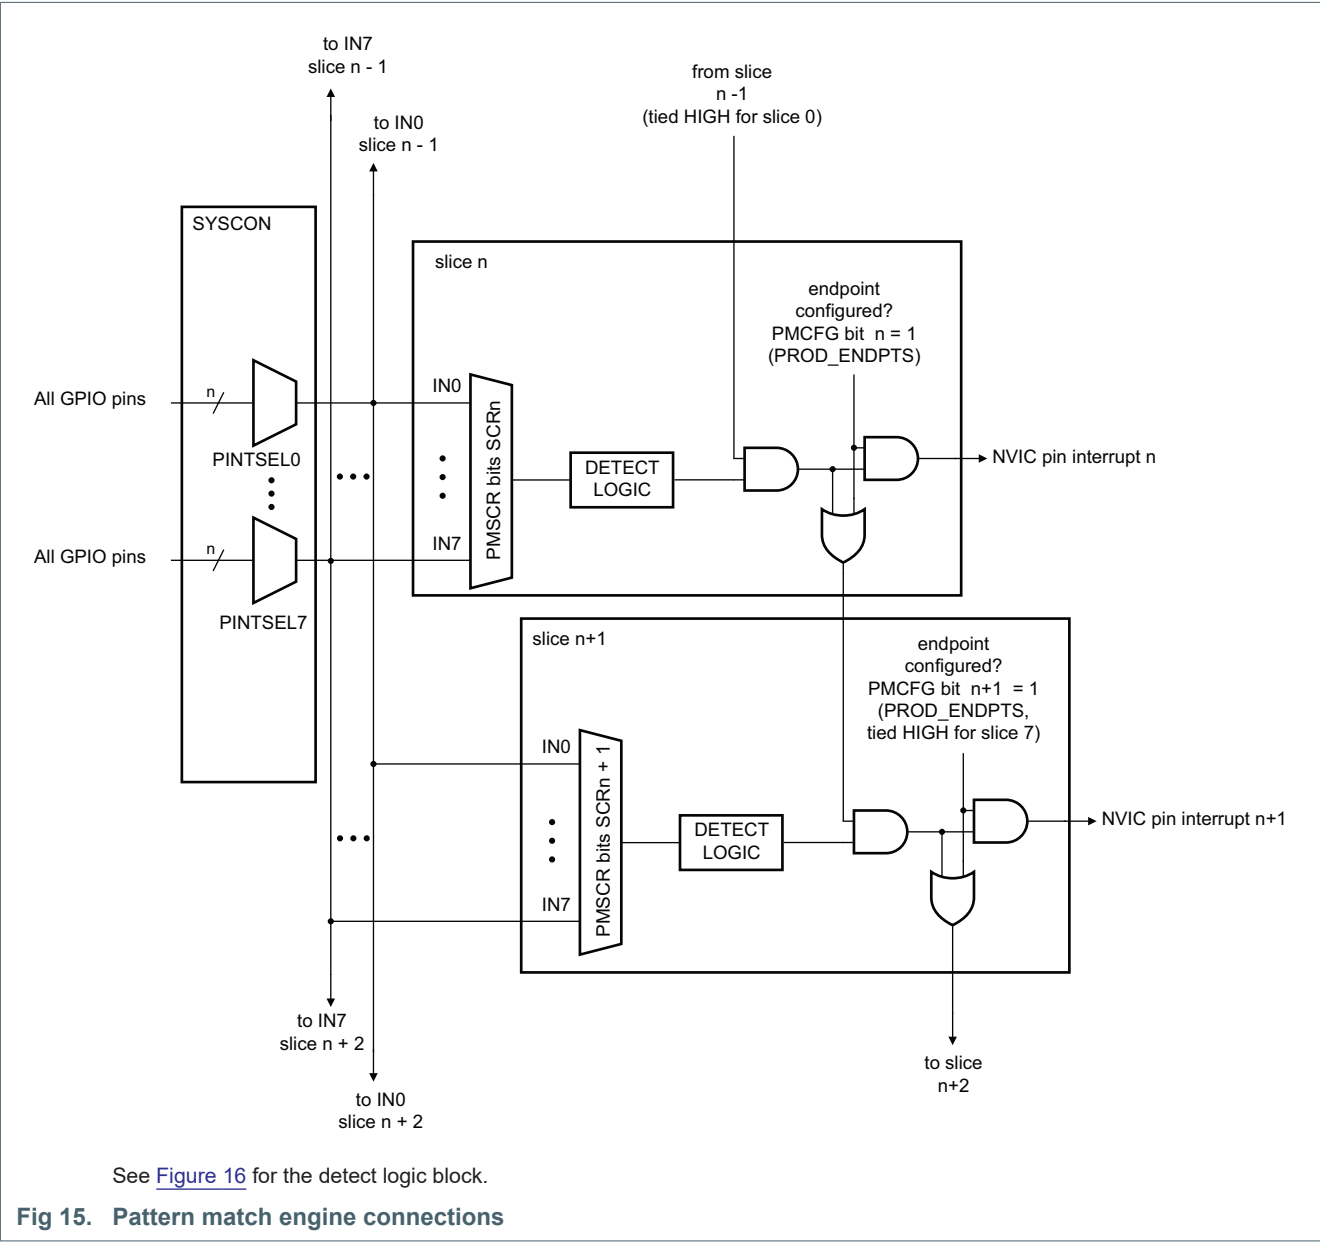 to IN7
slice n - 1
to IN0
slice n - 1
from slice
n -1
(tied HIGH for slice 0)
SYSCON
slice n
endpoint
configured?
PMCFG bit  n = 1
(PROD_ENDPTS)
All GPIO pins
n
PINTSEL0
IN0
PMSCR bits SCRn
DETECT
LOGIC
NVIC pin interrupt n
All GPIO pins
n
PINTSEL7
IN7
slice n+1
endpoint
configured?
PMCFG bit  n+1  = 1
(PROD_ENDPTS,
tied HIGH for slice 7)
IN0
PMSCR bits SCRn + 1
DETECT
LOGIC
NVIC pin interrupt n+1
IN7
to IN7
slice n + 2
to slice
n+2
to IN0
slice n + 2
See Figure 16 for the detect logic block.
Fig 15. Pattern match engine connections